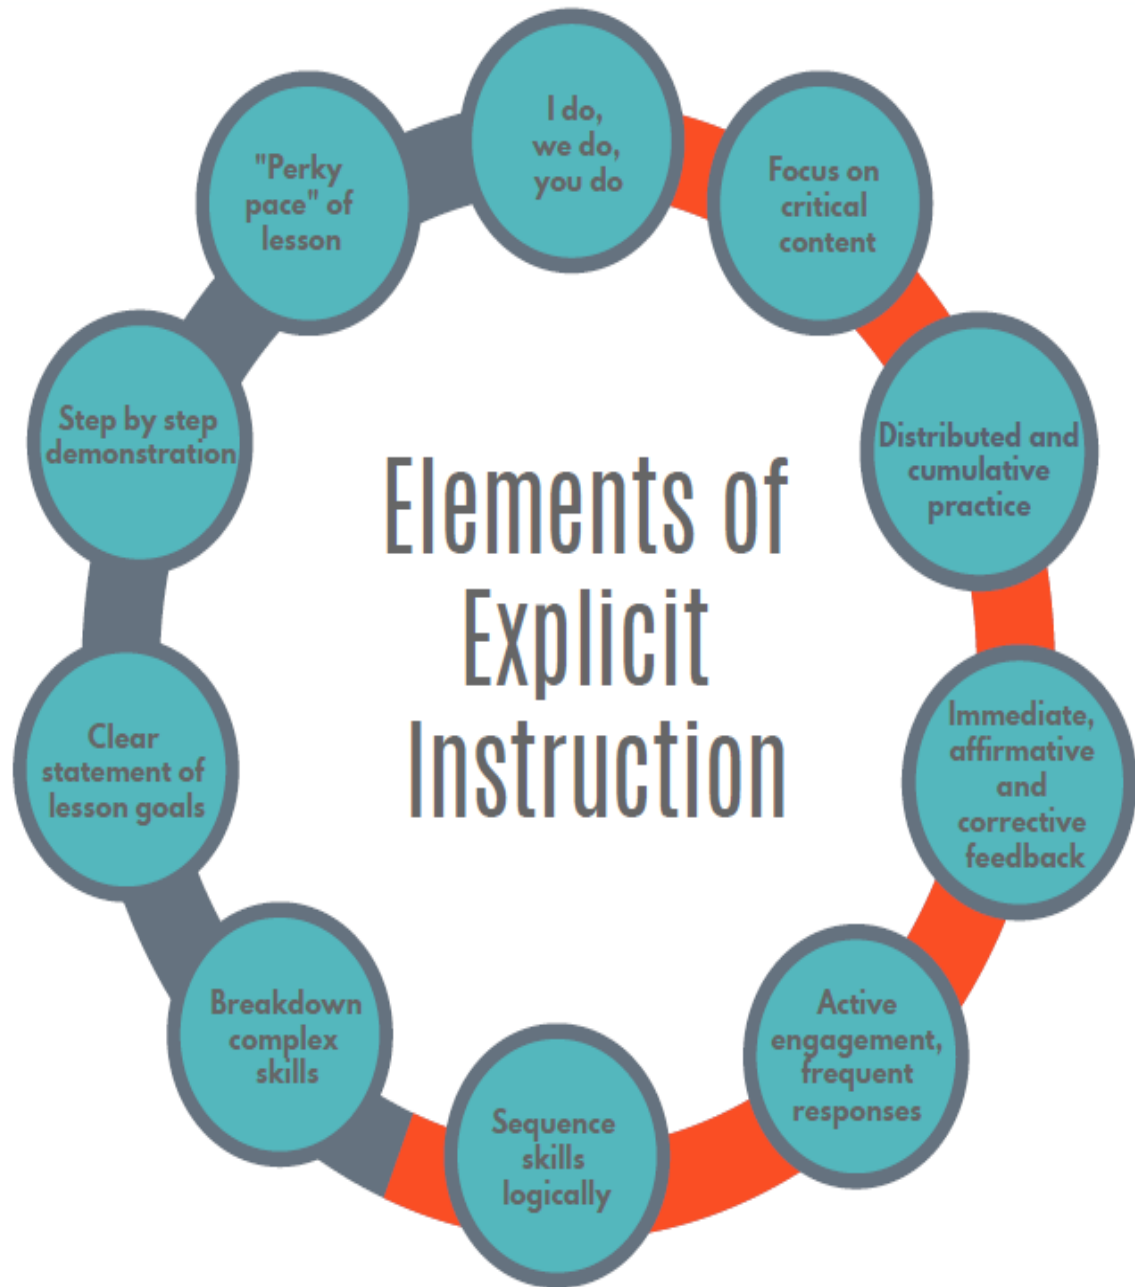 I do,
we do,
you do
Focus on
critical
content
Distributed and
cumulative
practice
Immediate,
affirmative
and
corrective
feedback
Active
engagement,
frequent
responses
Sequence
skills
logically
Breakdown
complex
skills
Clear
statement of
lesson goals
Step by step
demonstration
"Perky
pace" of
lesson
Elements of
Explicit
Instruction